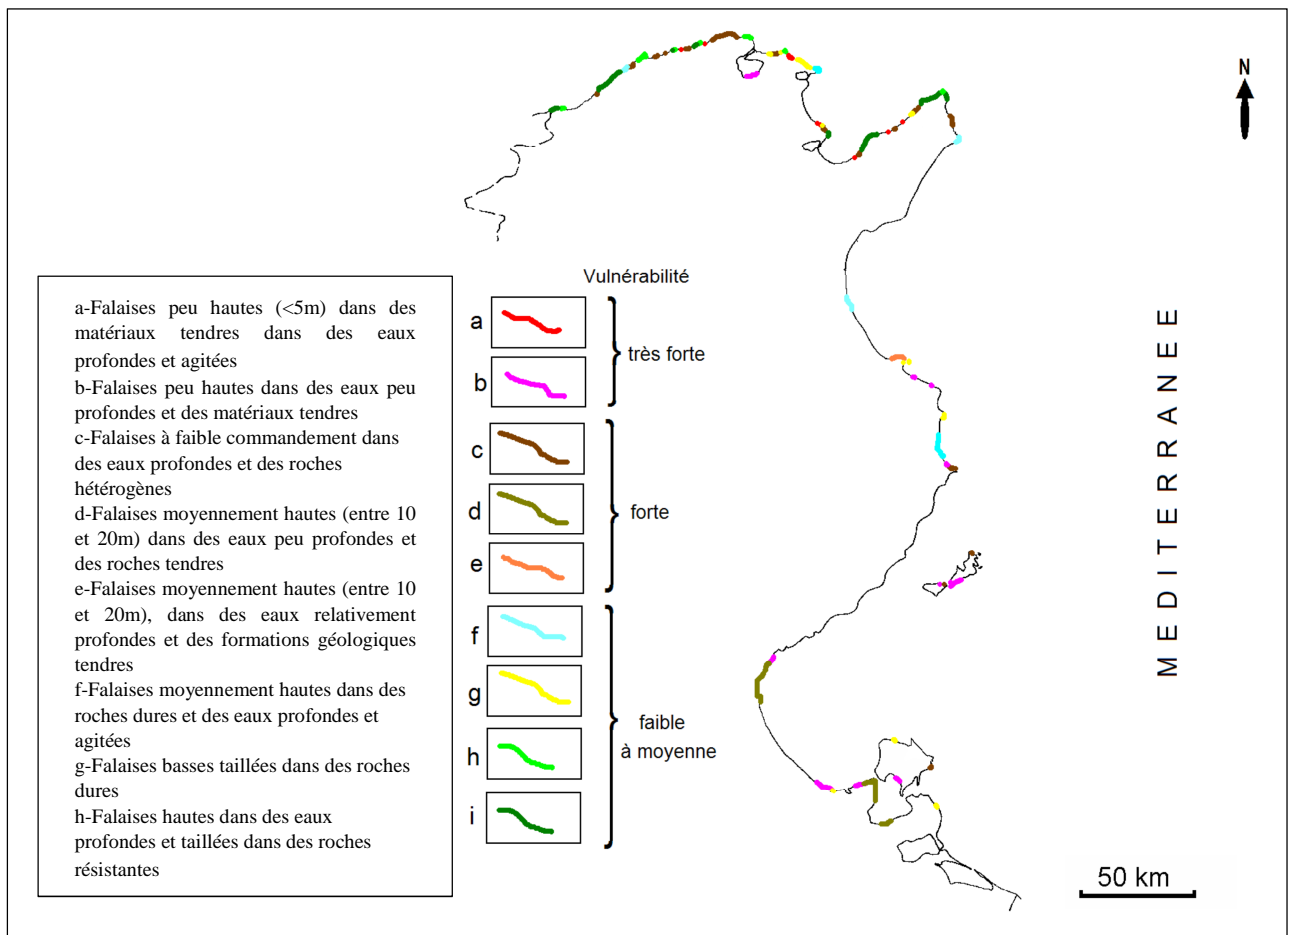 N
Vulnérabilité
a-Falaises peu hautes (<5m) dans des
matériaux tendres dans des eaux
profondes et agitées
b-Falaises peu hautes dans des eaux peu
profondes et des matériaux tendres
c-Falaises à faible commandement dans
des eaux profondes et des roches
hétérogènes
d-Falaises moyennement hautes (entre 10
et 20m) dans des eaux peu profondes et
des roches tendres
e-Falaises moyennement hautes (entre 10
et 20m), dans des eaux relativement
profondes et des formations géologiques
tendres
f-Falaises moyennement hautes dans des
roches dures et des eaux profondes et
agitées
g-Falaises basses taillées dans des roches
dures
h-Falaises hautes dans des eaux
profondes et taillées dans des roches
résistantes
a
b
très forte
c
d
e
forte
f
g
h
i
faible
à moyenne
MEDITERRANEE
50 km